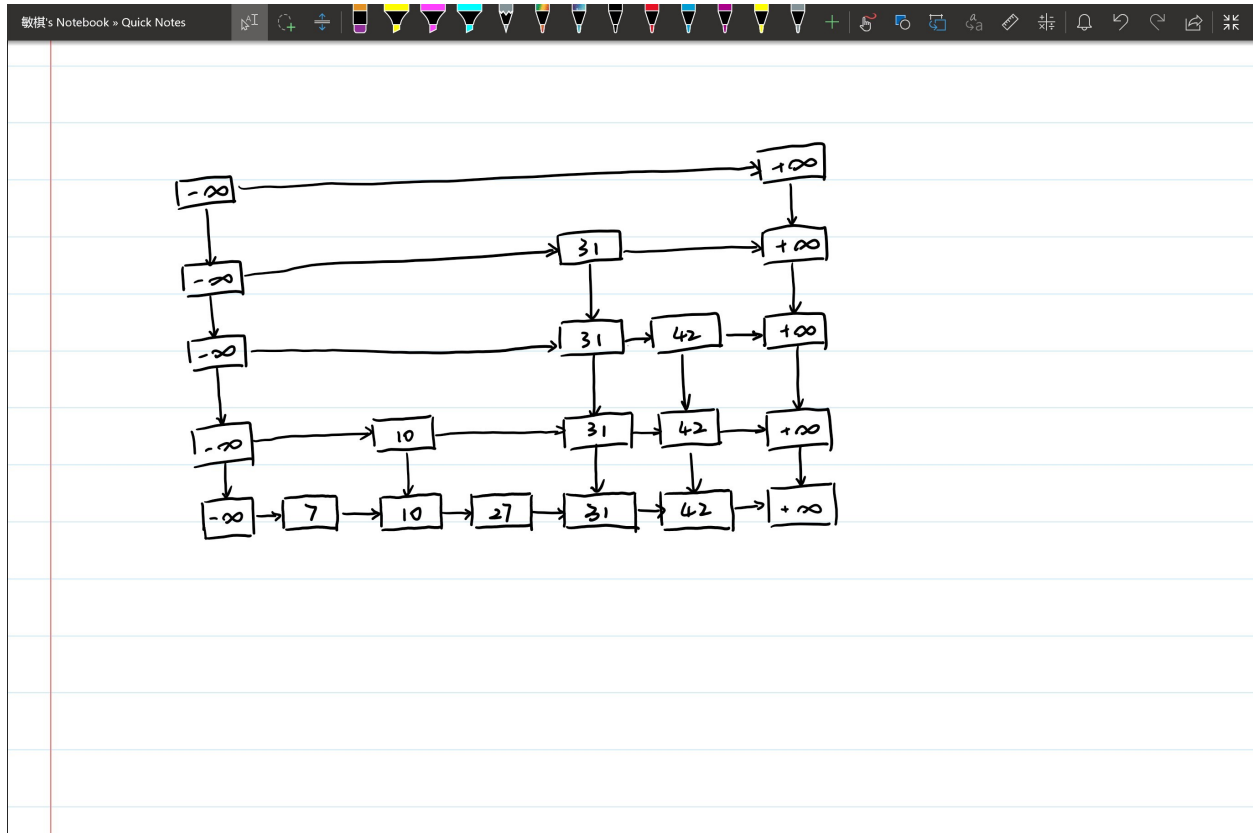 敏棋's Notebook » Quick Notes
-∞ +∞
-∞ 31 +∞
-∞ 31 42 +∞
-∞ 10 31 42 +∞
-∞ 7 10 27 31 42 +∞